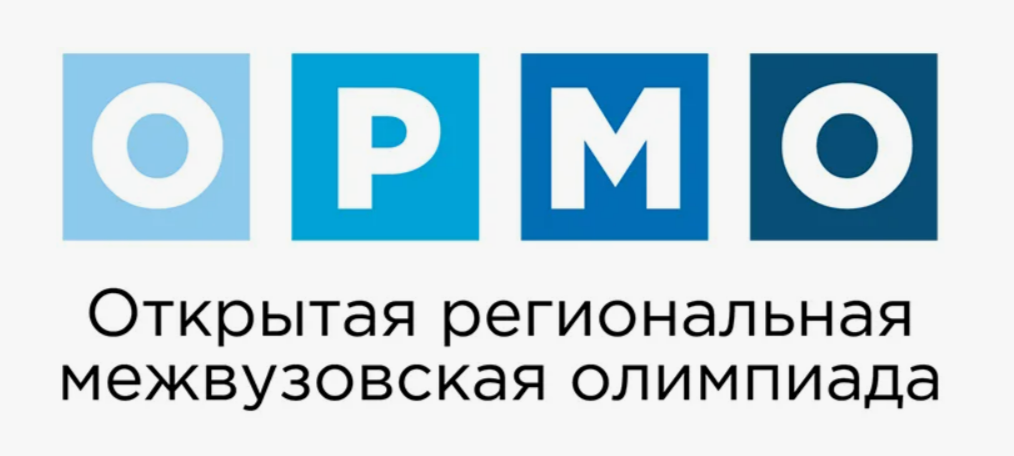 ОРМО
Открытая региональная
межвузовская олимпиада